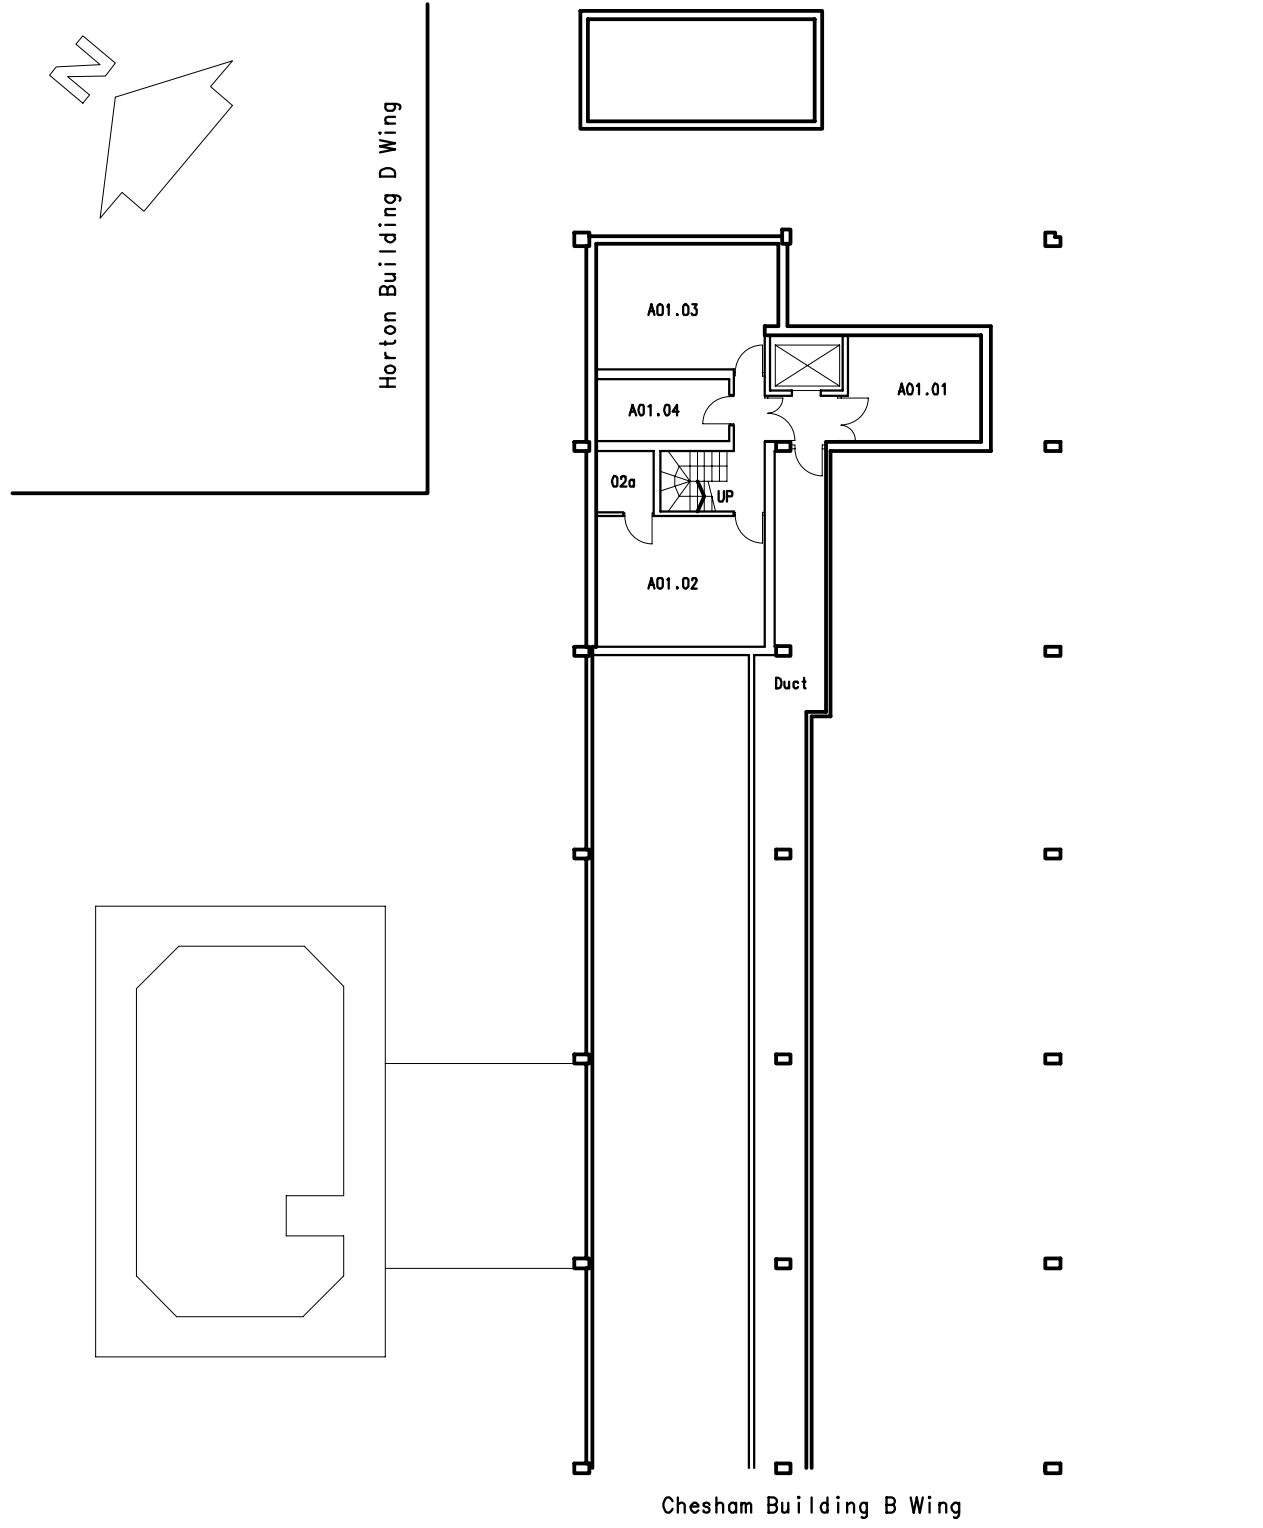 N
Horton Building D Wing
A01.03
A01.04
A01.01
02a
UP
A01.02
Duct
Chesham Building B Wing